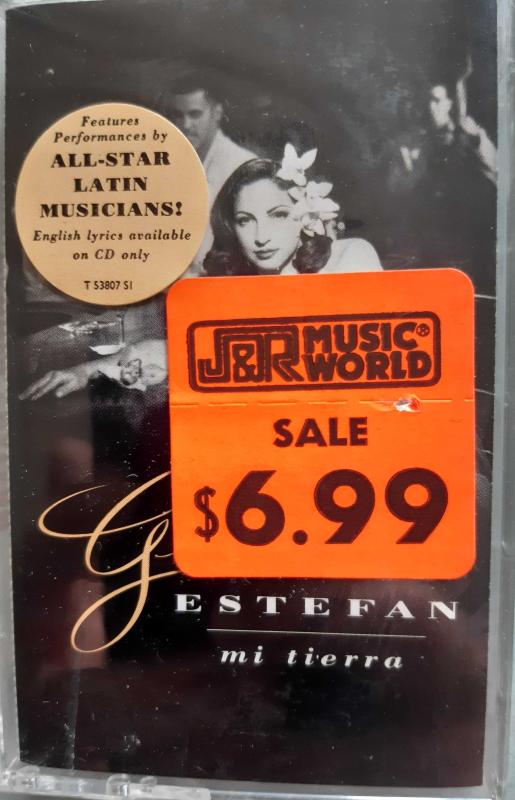 Features
Performances by
ALL-STAR
LATIN
MUSICIANS!
English lyrics available
on CD only
T 53807 S1
J&R MUSIC WORLD®
SALE
$6.99
ESTEFAN
mi tierra